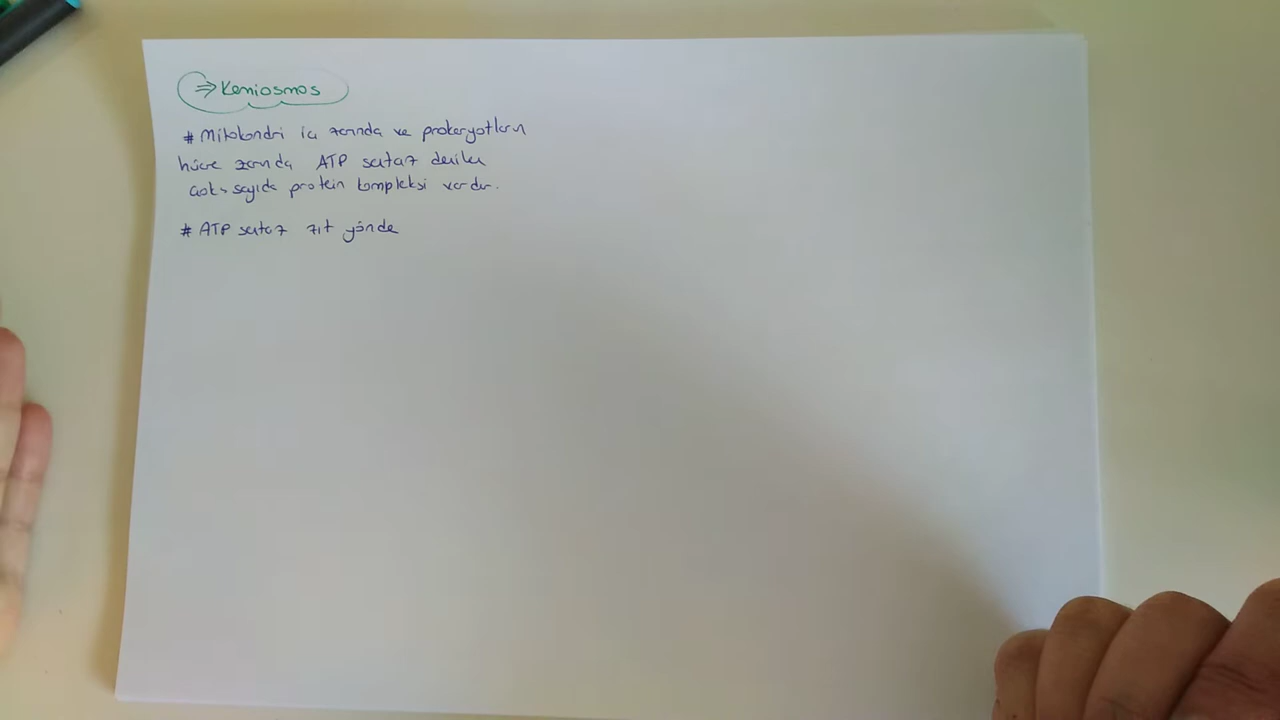 ⇒ Kemiosmos
# Mitokondri iç zarında ve prokaryotların
hücre zarında ATP sentaz denilen
çok sayıda protein kompleksi vardır.
# ATP sentaz zıt yönde